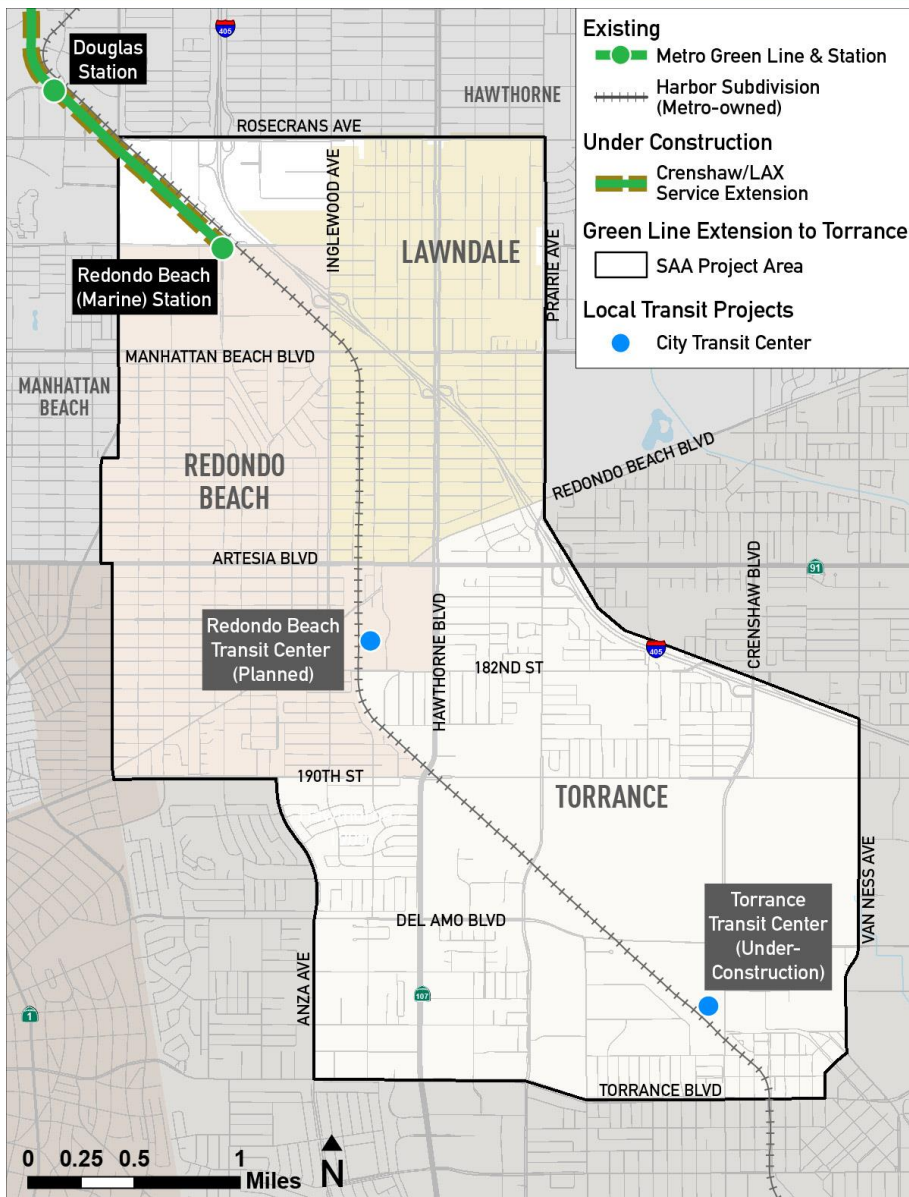 Existing
Metro Green Line & Station
Harbor Subdivision
(Metro-owned)
Under Construction
Crenshaw/LAX
Service Extension
Green Line Extension to Torrance
SAA Project Area
Local Transit Projects
City Transit Center
405
Douglas
Station
HAWTHORNE
ROSECRANS AVE
INGLEWOOD AVE
LAWNDALE
PRAIRIE AVE
Redondo Beach
(Marine) Station
MANHATTAN BEACH BLVD
MANHATTAN
BEACH
REDONDO
BEACH
REDONDO BEACH BLVD
ARTESIA BLVD
91
CRENSHAW BLVD
HAWTHORNE BLVD
Redondo Beach
Transit Center
(Planned)
405
182ND ST
190TH ST
TORRANCE
VAN NESS AVE
Torrance
Transit Center
(Under-
Construction)
DEL AMO BLVD
ANZA AVE
107
1
TORRANCE BLVD
0 0.25 0.5 1
Miles
N